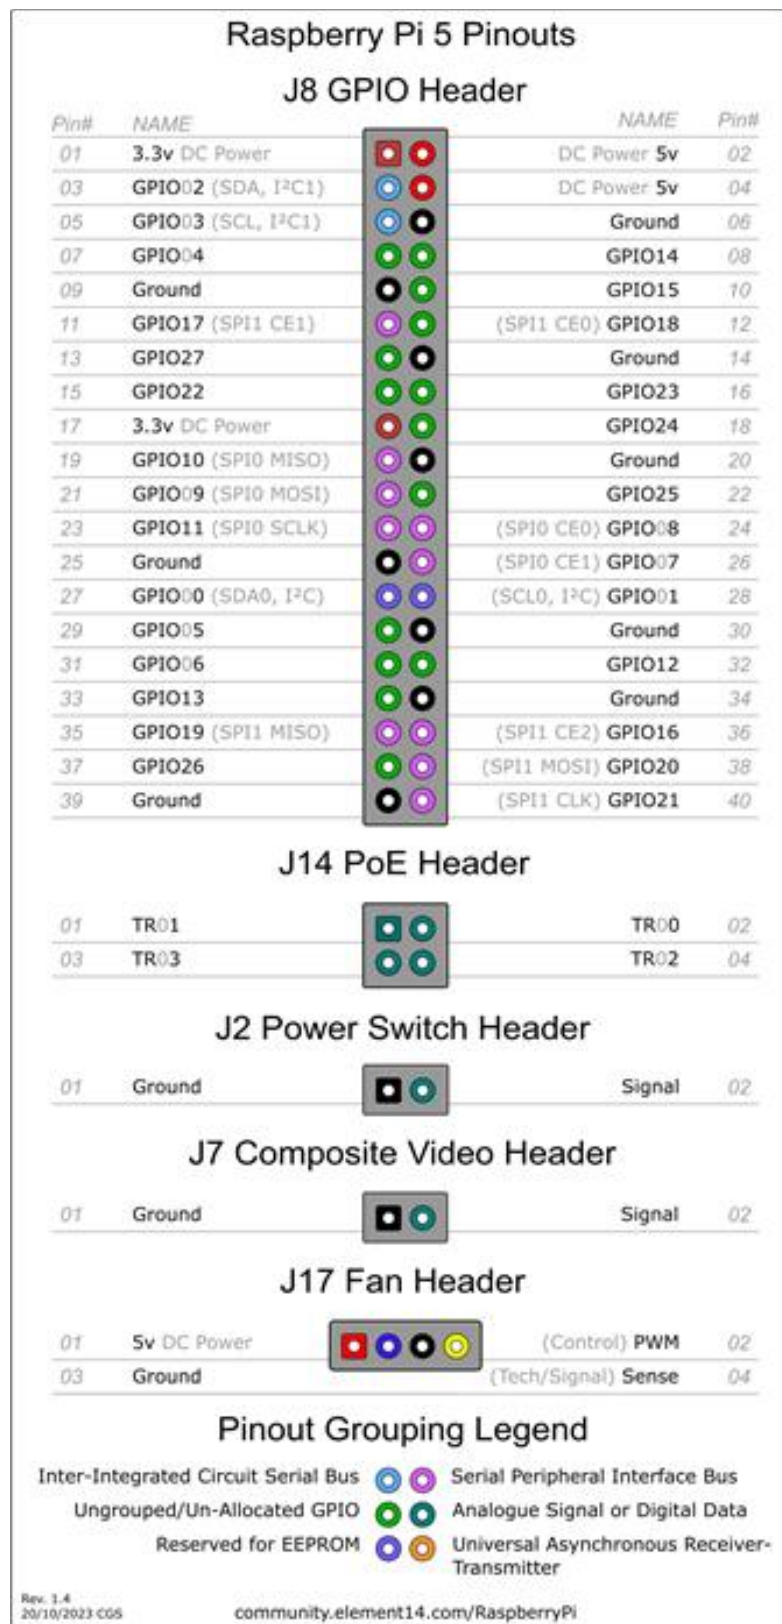 Raspberry Pi 5 Pinouts
J8 GPIO Header
Pin# NAME NAME Pin#
01 3.3v DC Power DC Power 5v 02
03 GPIO02 (SDA, I²C1) DC Power 5v 04
05 GPIO03 (SCL, I²C1) Ground 06
07 GPIO04 GPIO14 08
09 Ground GPIO15 10
11 GPIO17 (SPI1 CE1) (SPI1 CE0) GPIO18 12
13 GPIO27 Ground 14
15 GPIO22 GPIO23 16
17 3.3v DC Power GPIO24 18
19 GPIO10 (SPI0 MISO) Ground 20
21 GPIO09 (SPI0 MOSI) GPIO25 22
23 GPIO11 (SPI0 SCLK) (SPI0 CE0) GPIO08 24
25 Ground (SPI0 CE1) GPIO07 26
27 GPIO00 (SDA0, I²C) (SCL0, I²C) GPIO01 28
29 GPIO05 Ground 30
31 GPIO06 GPIO12 32
33 GPIO13 Ground 34
35 GPIO19 (SPI1 MISO) (SPI1 CE2) GPIO16 36
37 GPIO26 (SPI1 MOSI) GPIO20 38
39 Ground (SPI1 CLK) GPIO21 40
J14 PoE Header
01 TR01 TR00 02
03 TR03 TR02 04
J2 Power Switch Header
01 Ground Signal 02
J7 Composite Video Header
01 Ground Signal 02
J17 Fan Header
01 5v DC Power (Control) PWM 02
03 Ground (Tech/Signal) Sense 04
Pinout Grouping Legend
Inter-Integrated Circuit Serial Bus Serial Peripheral Interface Bus
Ungrouped/Un-Allocated GPIO Analogue Signal or Digital Data
Reserved for EEPROM Universal Asynchronous Receiver-
Transmitter
Rev. 1.4
20/10/2023 CGS community.element14.com/RaspberryPi